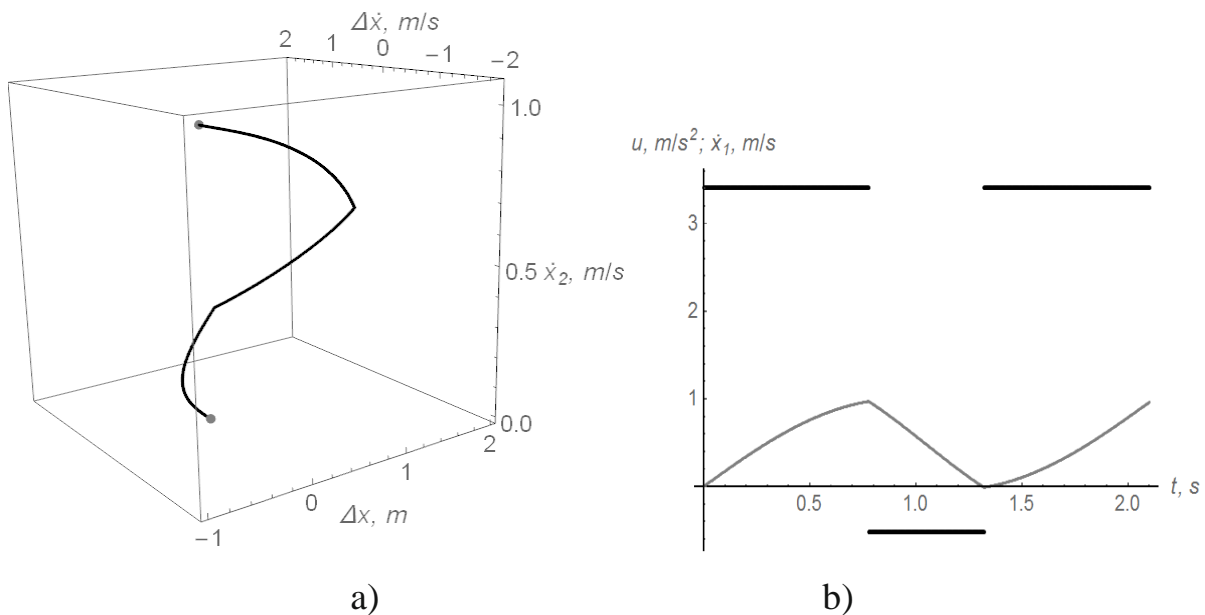 Δẋ, m/s
2 1 0 −1 −2
1.0
0.5 ẋ₂, m/s
0.0
−1 0 1 2
Δx, m
a)
u, m/s²; ẋ₁, m/s
3
2
1
0.5 1.0 1.5 2.0
t, s
b)